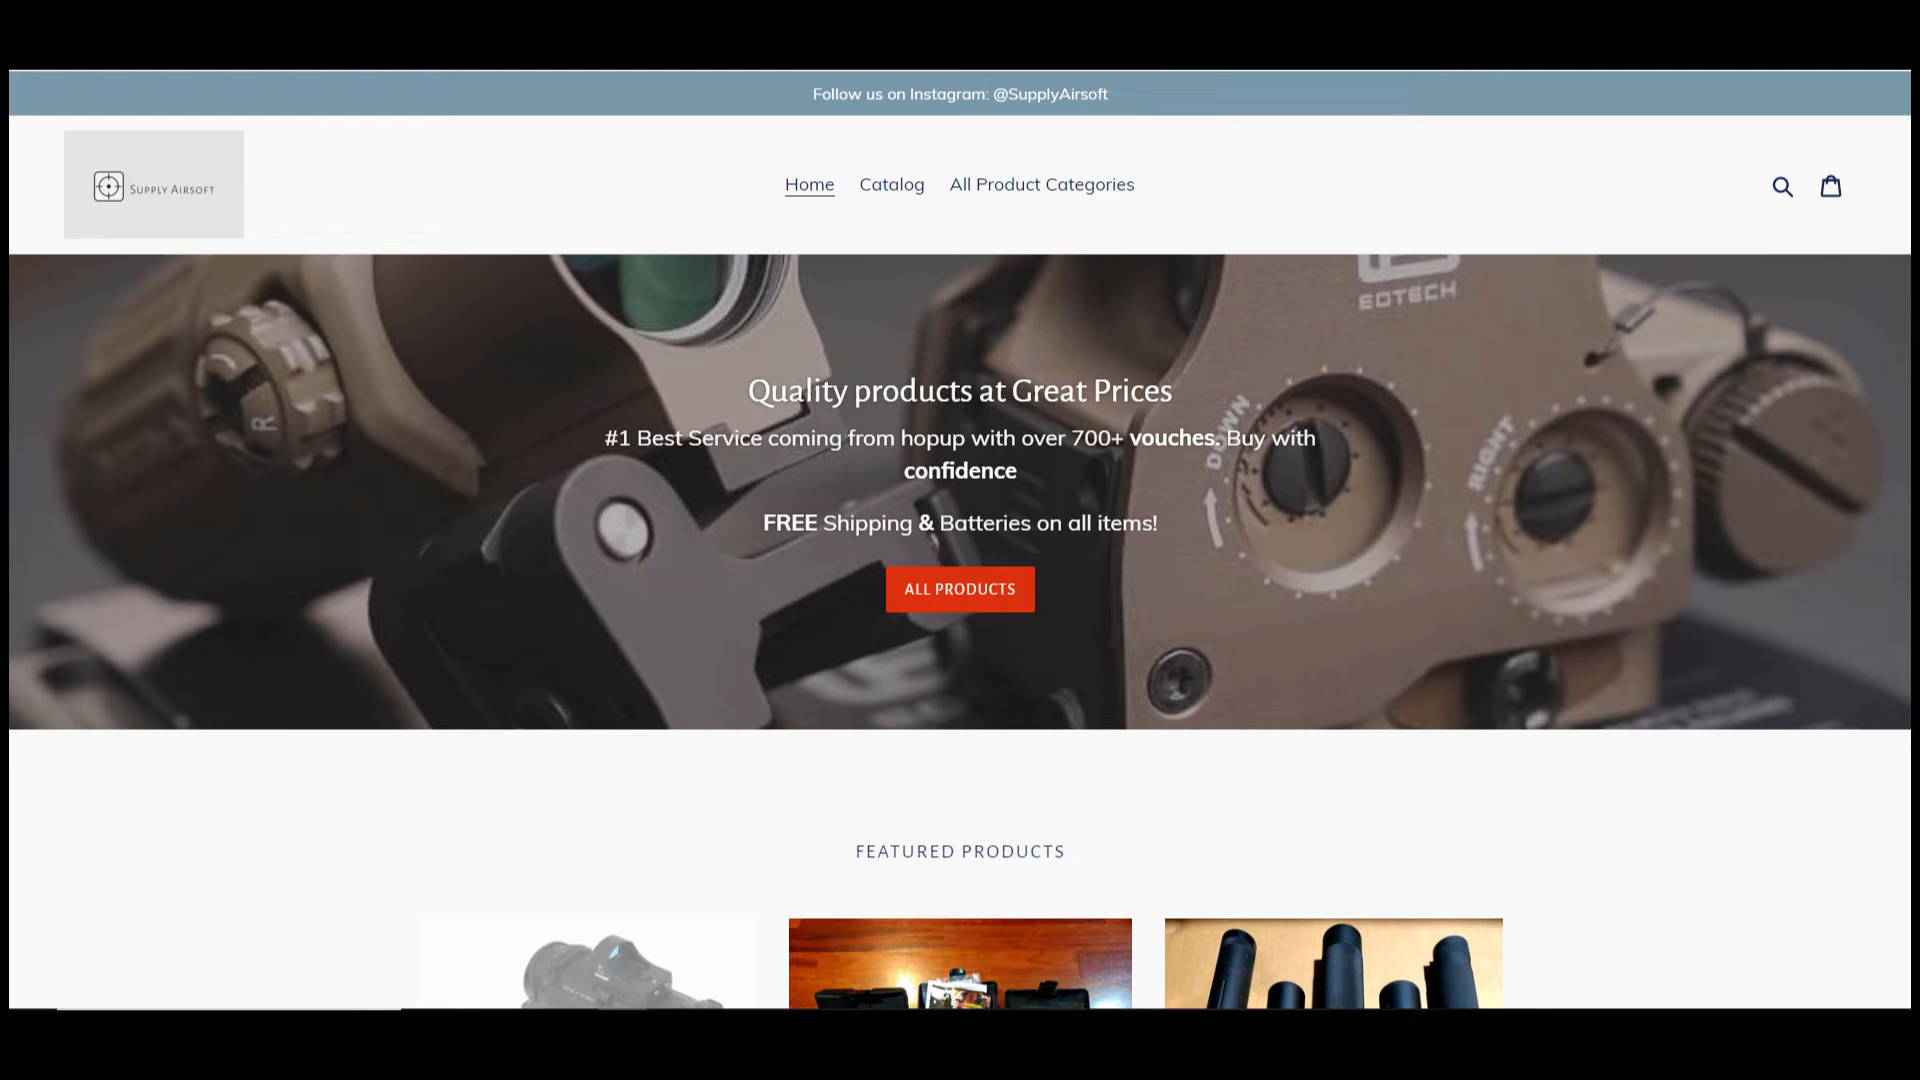 Follow us on Instagram: @SupplyAirsoft
SUPPLY AIRSOFT
Home
Catalog
All Product Categories
EOTECH
R
Quality products at Great Prices
#1 Best Service coming from hopup with over 700+ vouches. Buy with
confidence
DOWN
RIGHT
FREE Shipping & Batteries on all items!
ALL PRODUCTS
FEATURED PRODUCTS